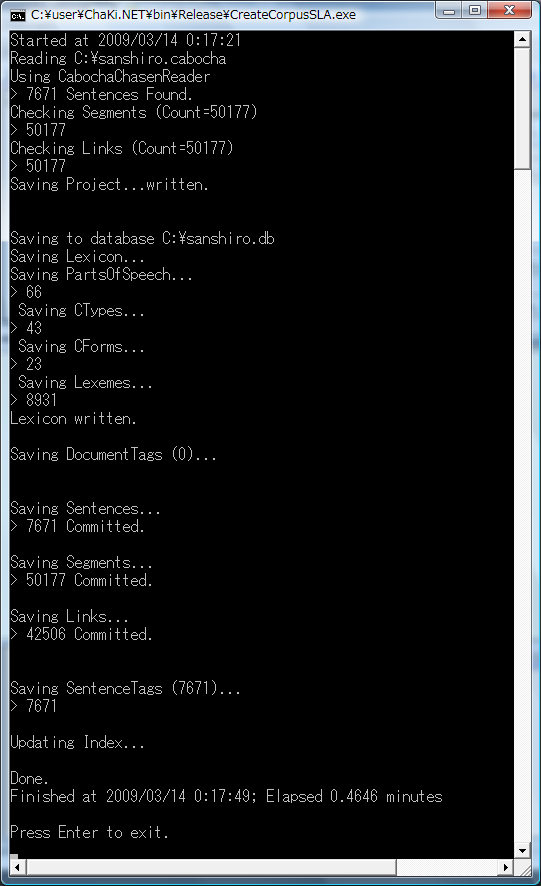 C:¥user¥ChaKi.NET¥bin¥Release¥CreateCorpusSLA.exe
Started at 2009/03/14 0:17:21
Reading C:¥sanshiro.cabocha
Using CabochaChasenReader
> 7671 Sentences Found.
Checking Segments (Count=50177)
> 50177
Checking Links (Count=50177)
> 50177
Saving Project...written.
Saving to database C:¥sanshiro.db
Saving Lexicon...
Saving PartsOfSpeech...
> 66
Saving CTypes...
> 43
Saving CForms...
> 23
Saving Lexemes...
> 8931
Lexicon written.
Saving DocumentTags (0)...
Saving Sentences...
> 7671 Committed.
Saving Segments...
> 50177 Committed.
Saving Links...
> 42506 Committed.
Saving SentenceTags (7671)...
> 7671
Updating Index...
Done.
Finished at 2009/03/14 0:17:49; Elapsed 0.4646 minutes
Press Enter to exit.